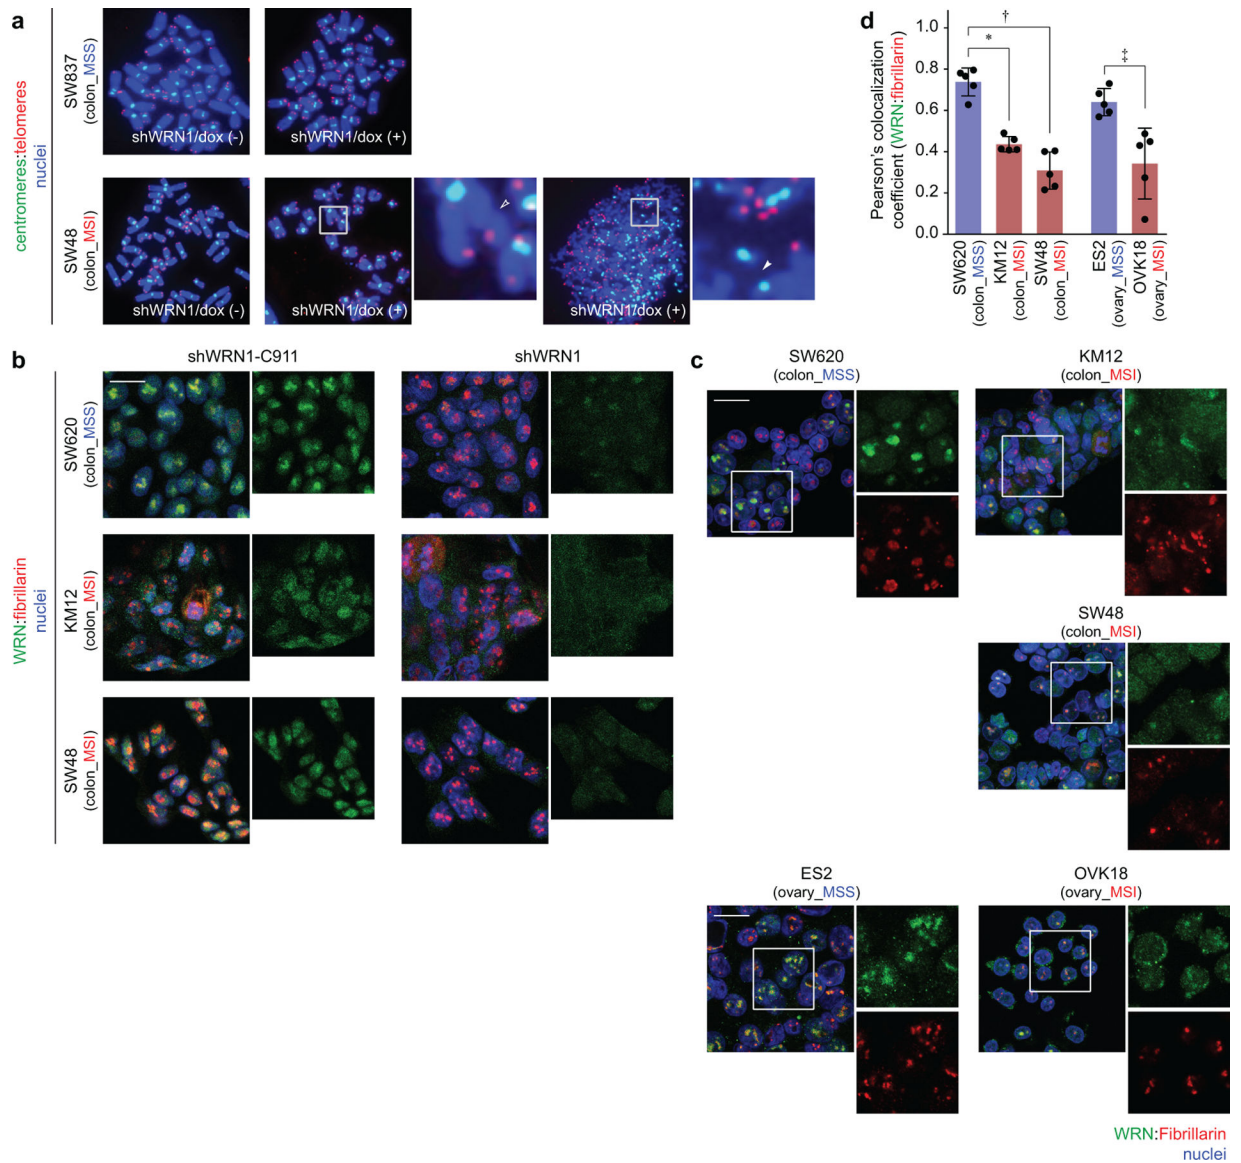 a
centromeres:telomeres
nuclei
SW837
(colon_MSS)
shWRN1/dox (-)
shWRN1/dox (+)
SW48
(colon_MSI)
shWRN1/dox (-)
shWRN1/dox (+)
shWRN1/dox (+)
b
shWRN1-C911
shWRN1
WRN:fibrillarin
nuclei
SW620
(colon_MSS)
KM12
(colon_MSI)
SW48
(colon_MSI)
c
SW620
(colon_MSS)
KM12
(colon_MSI)
SW48
(colon_MSI)
ES2
(ovary_MSS)
OVK18
(ovary_MSI)
WRN:Fibrillarin
nuclei
d
Pearson's colocalization
coefficient (WRN:fibrillarin)
1.0
0.8
0.6
0.4
0.2
0.0
*
†
‡
SW620
(colon_MSS)
KM12
(colon_MSI)
SW48
(colon_MSI)
ES2
(ovary_MSS)
OVK18
(ovary_MSI)